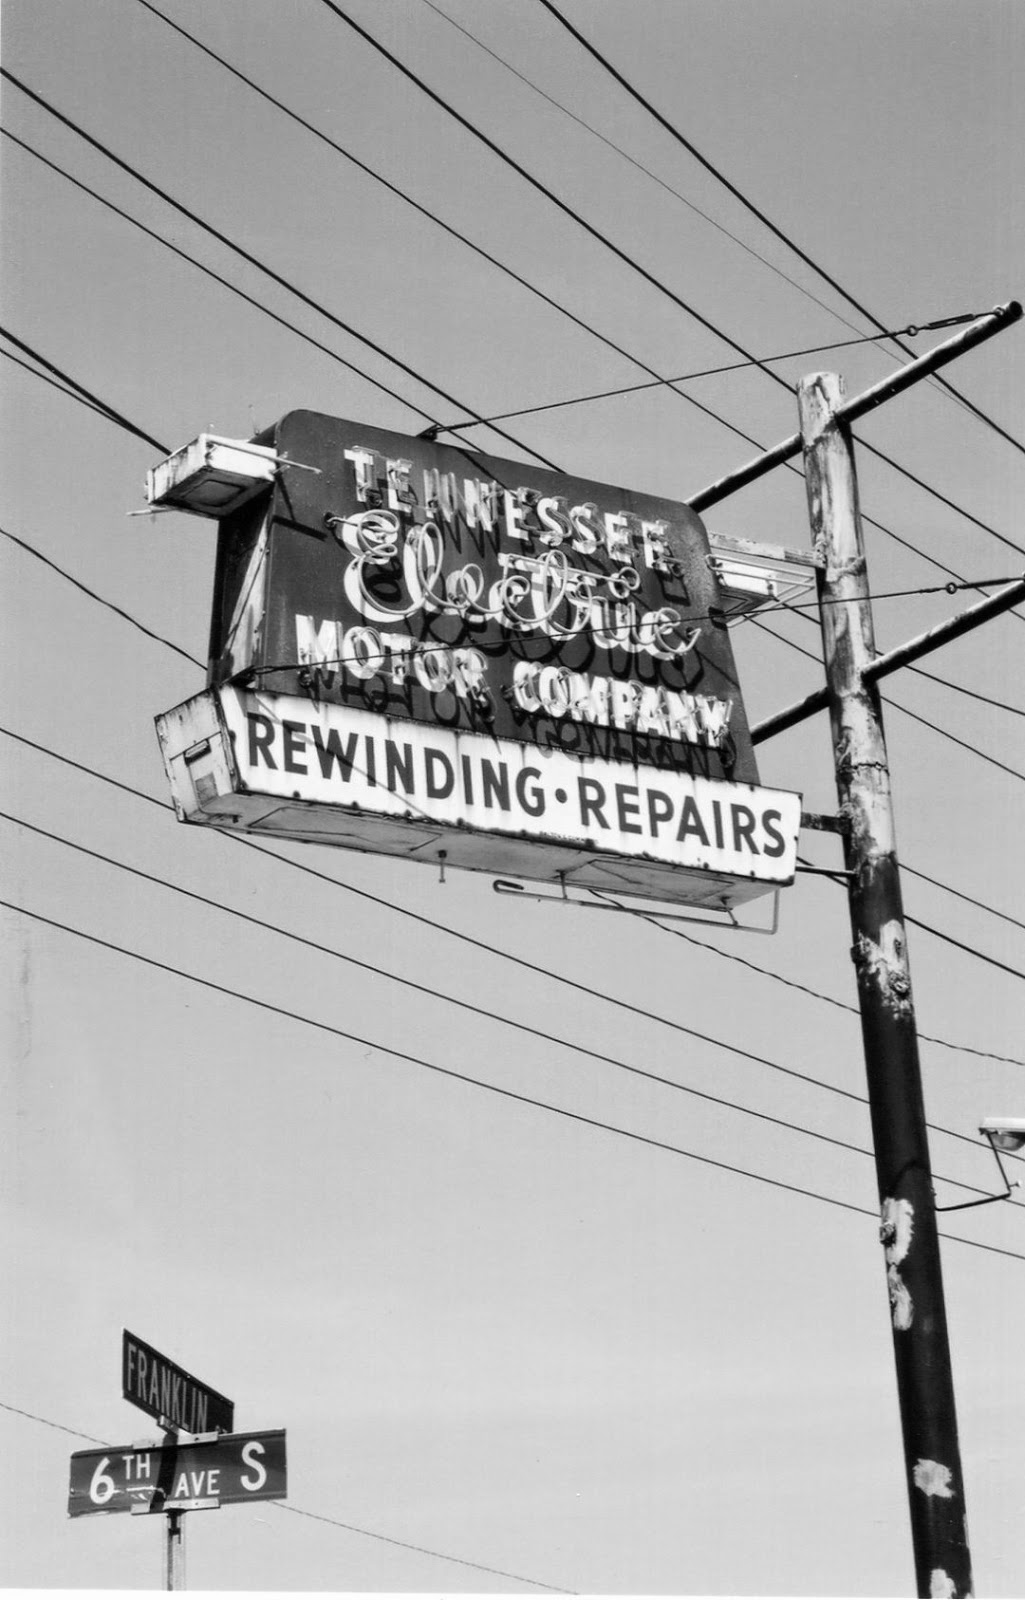 TENNESSEE
Electric
MOTOR COMPANY
REWINDING · REPAIRS
FRANKLIN
6TH AVE S